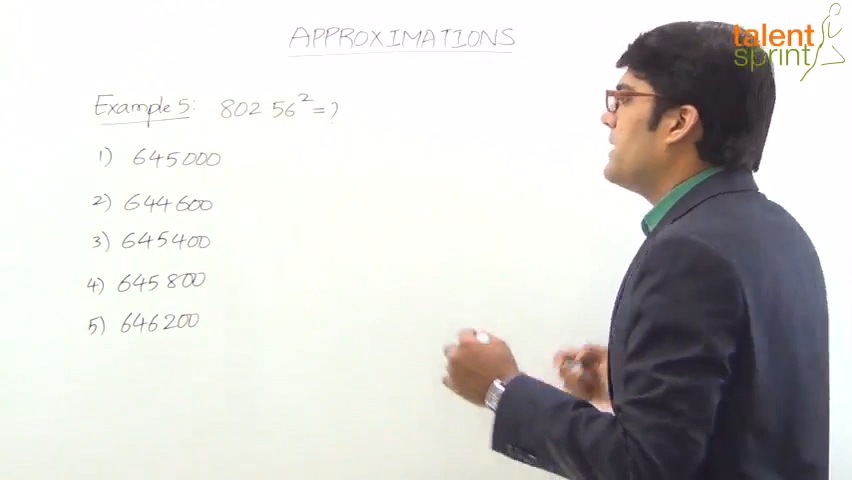 APPROXIMATIONS
talent
sprint
Example 5: 802 56² = ?
1) 645000
2) 644600
3) 645400
4) 645800
5) 646200